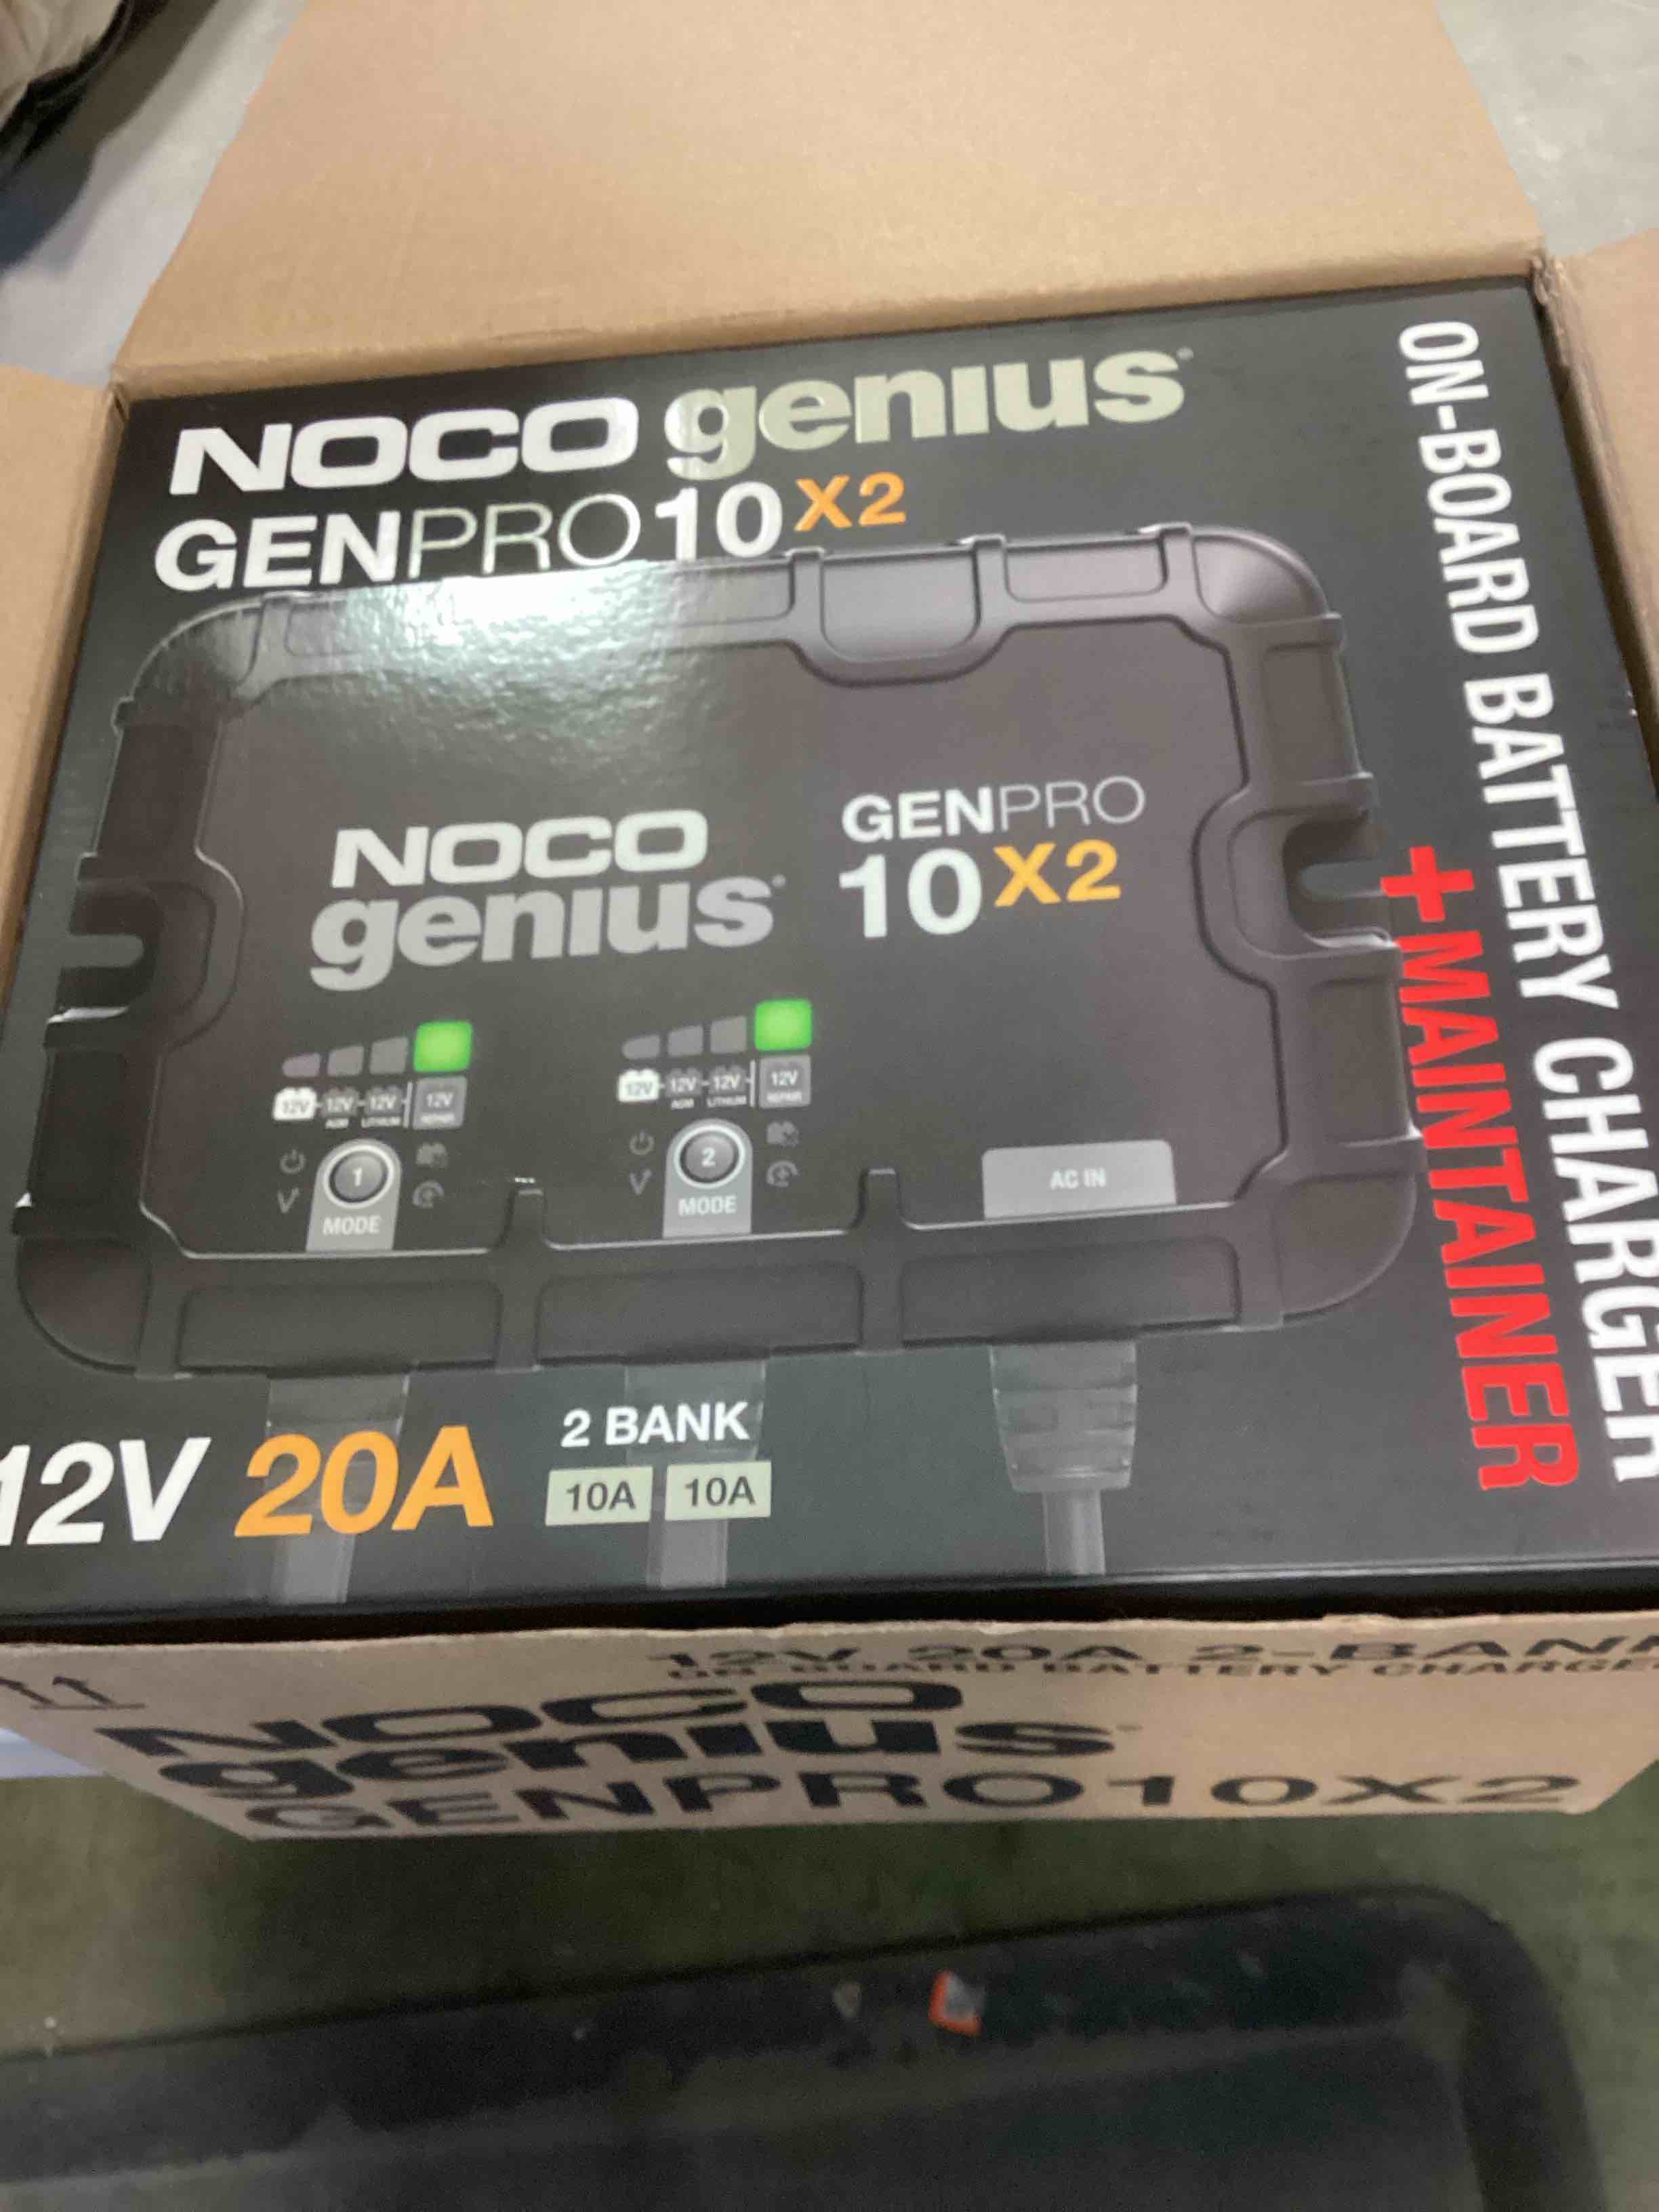 NOCO genius®
GENPRO10X2
ON-BOARD BATTERY CHARGER
+MAINTAINER
NOCO
genius®
GENPRO
10X2
12V 12V 12V 12V
AGM LITHIUM REPAIR
1
MODE
12V 12V 12V 12V
AGM LITHIUM REPAIR
2
MODE
AC IN
12V 20A
2 BANK
10A 10A
12V 20A 2-BANK
ON-BOARD BATTERY CHARGE
NOCO
genius
GENPRO10X2